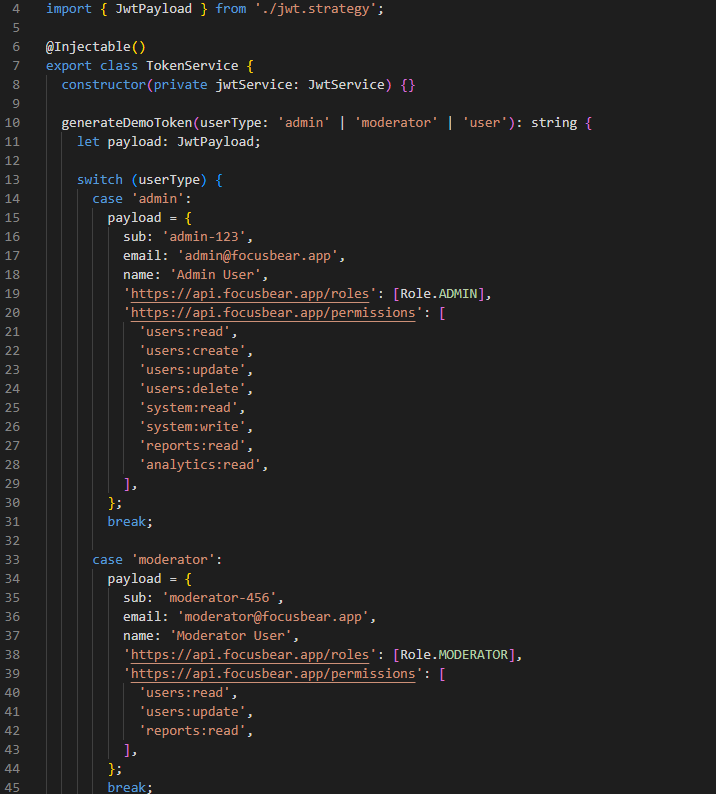 4 import { JwtPayload } from './jwt.strategy';
5
6 @Injectable()
7 export class TokenService {
8 constructor(private jwtService: JwtService) {}
9
10 generateDemoToken(userType: 'admin' | 'moderator' | 'user'): string {
11 let payload: JwtPayload;
12
13 switch (userType) {
14 case 'admin':
15 payload = {
16 sub: 'admin-123',
17 email: 'admin@focusbear.app',
18 name: 'Admin User',
19 'https://api.focusbear.app/roles': [Role.ADMIN],
20 'https://api.focusbear.app/permissions': [
21 'users:read',
22 'users:create',
23 'users:update',
24 'users:delete',
25 'system:read',
26 'system:write',
27 'reports:read',
28 'analytics:read',
29 ],
30 };
31 break;
32
33 case 'moderator':
34 payload = {
35 sub: 'moderator-456',
36 email: 'moderator@focusbear.app',
37 name: 'Moderator User',
38 'https://api.focusbear.app/roles': [Role.MODERATOR],
39 'https://api.focusbear.app/permissions': [
40 'users:read',
41 'users:update',
42 'reports:read',
43 ],
44 };
45 break;